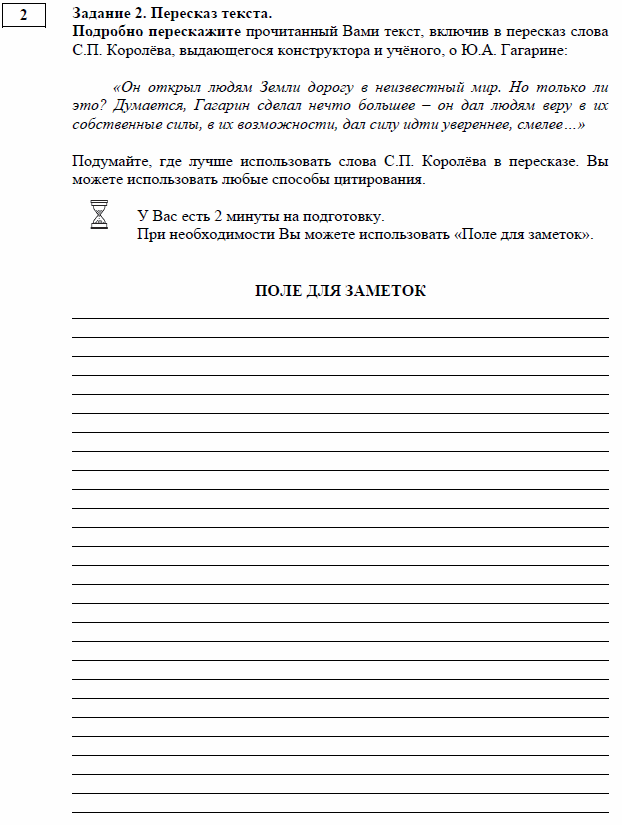 2
Задание 2. Пересказ текста.
Подробно перескажите прочитанный Вами текст, включив в пересказ слова
С.П. Королёва, выдающегося конструктора и учёного, о Ю.А. Гагарине:
«Он открыл людям Земли дорогу в неизвестный мир. Но только ли
это? Думается, Гагарин сделал нечто большее – он дал людям веру в их
собственные силы, в их возможности, дал силу идти увереннее, смелее…»
Подумайте, где лучше использовать слова С.П. Королёва в пересказе. Вы
можете использовать любые способы цитирования.
У Вас есть 2 минуты на подготовку.
При необходимости Вы можете использовать «Поле для заметок».
ПОЛЕ ДЛЯ ЗАМЕТОК